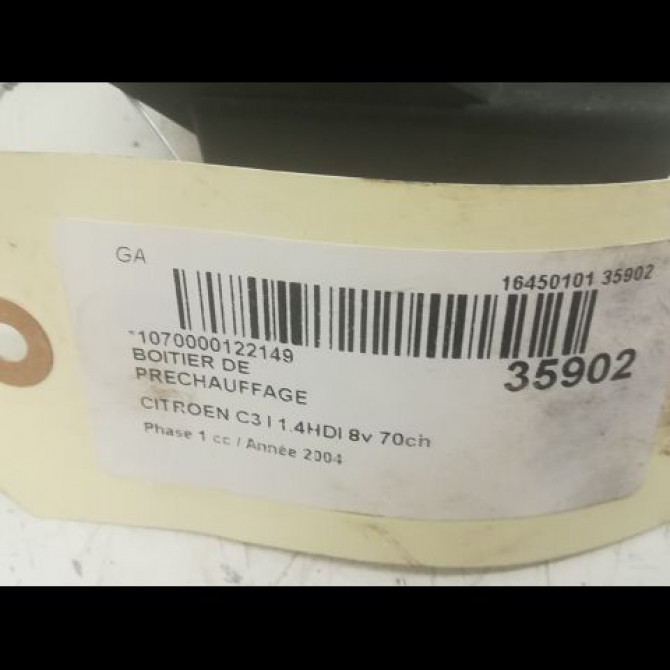 GA
16450101 35902
-1070000122149
35902
BOITIER DE
PRECHAUFFAGE
CITROEN C3 I 1.4HDI 8v 70ch
Phase 1 cc / Année 2004